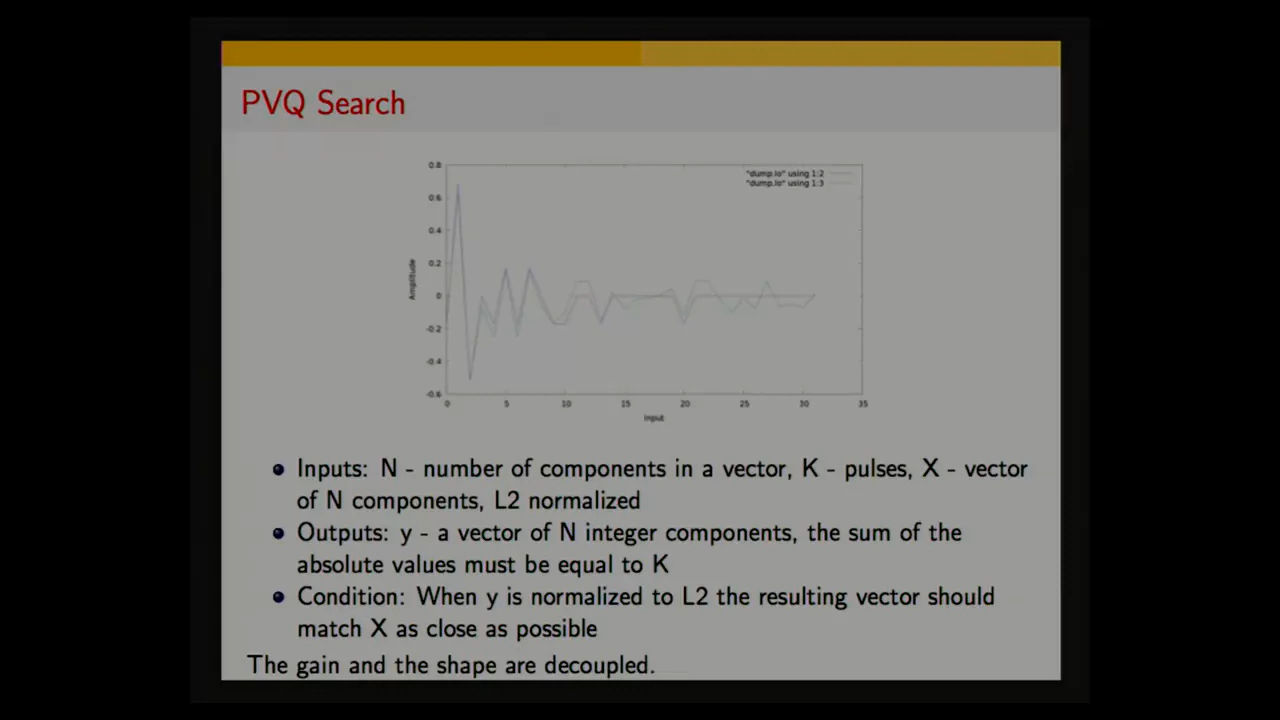 PVQ Search
0.8
"dump.lo" using 1:2
"dump.lo" using 1:3
0.6
0.4
0.2
Amplitude
0
-0.2
-0.4
-0.6
0 5 10 15 20 25 30 35
Input
Inputs: N - number of components in a vector, K - pulses, X - vector
of N components, L2 normalized
Outputs: y - a vector of N integer components, the sum of the
absolute values must be equal to K
Condition: When y is normalized to L2 the resulting vector should
match X as close as possible
The gain and the shape are decoupled.